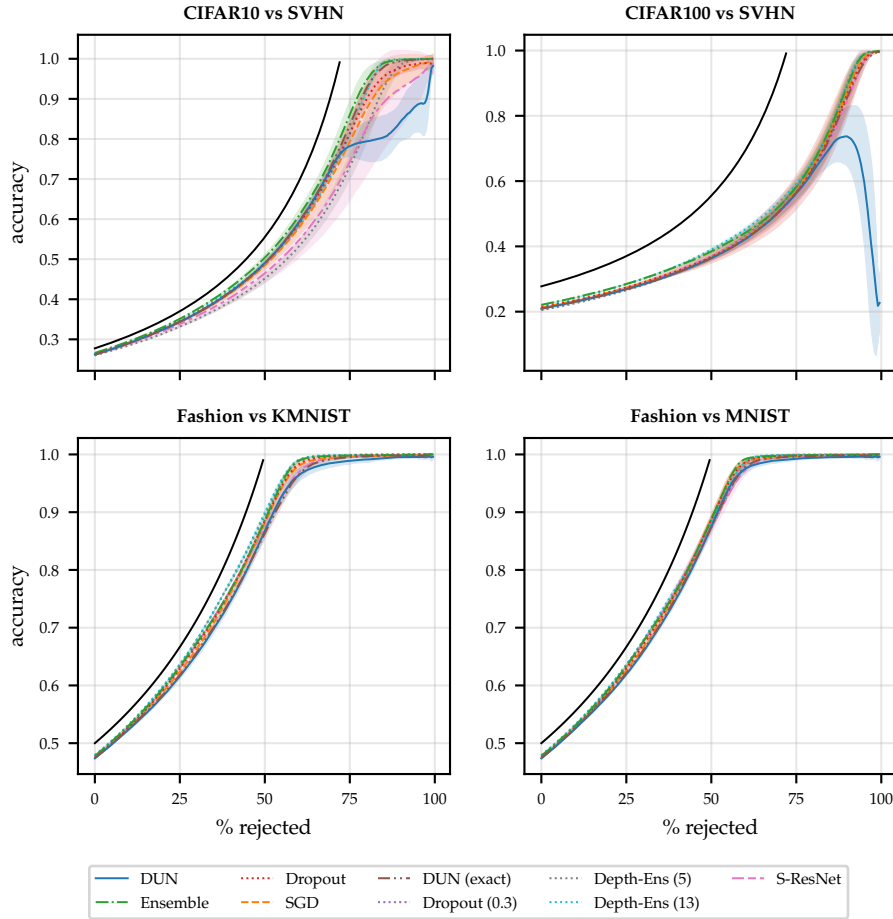 CIFAR10 vs SVHN
CIFAR100 vs SVHN
accuracy
1.0
0.9
0.8
0.7
0.6
0.5
0.4
0.3
1.0
0.8
0.6
0.4
0.2
Fashion vs KMNIST
Fashion vs MNIST
accuracy
1.0
0.9
0.8
0.7
0.6
0.5
1.0
0.9
0.8
0.7
0.6
0.5
0 25 50 75 100
0 25 50 75 100
% rejected
% rejected
DUN Dropout DUN (exact) Depth-Ens (5) S-ResNet
Ensemble SGD Dropout (0.3) Depth-Ens (13)